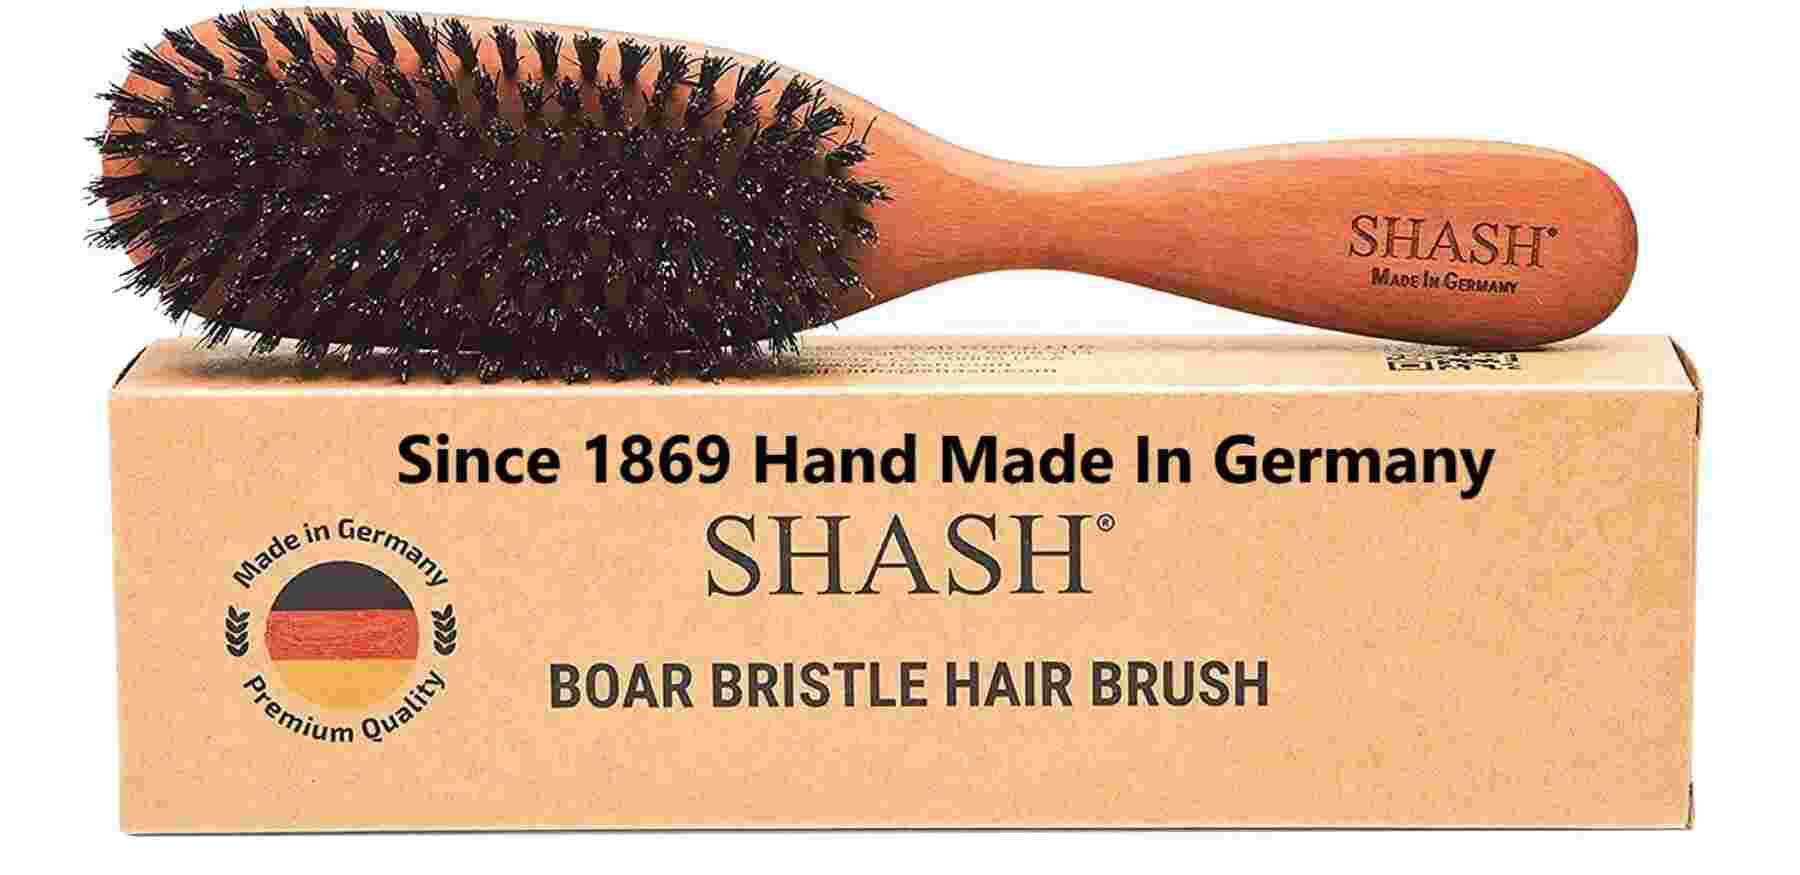 SHASH®
MADE IN GERMANY
Since 1869 Hand Made In Germany
SHASH®
Made in Germany
Premium Quality
BOAR BRISTLE HAIR BRUSH